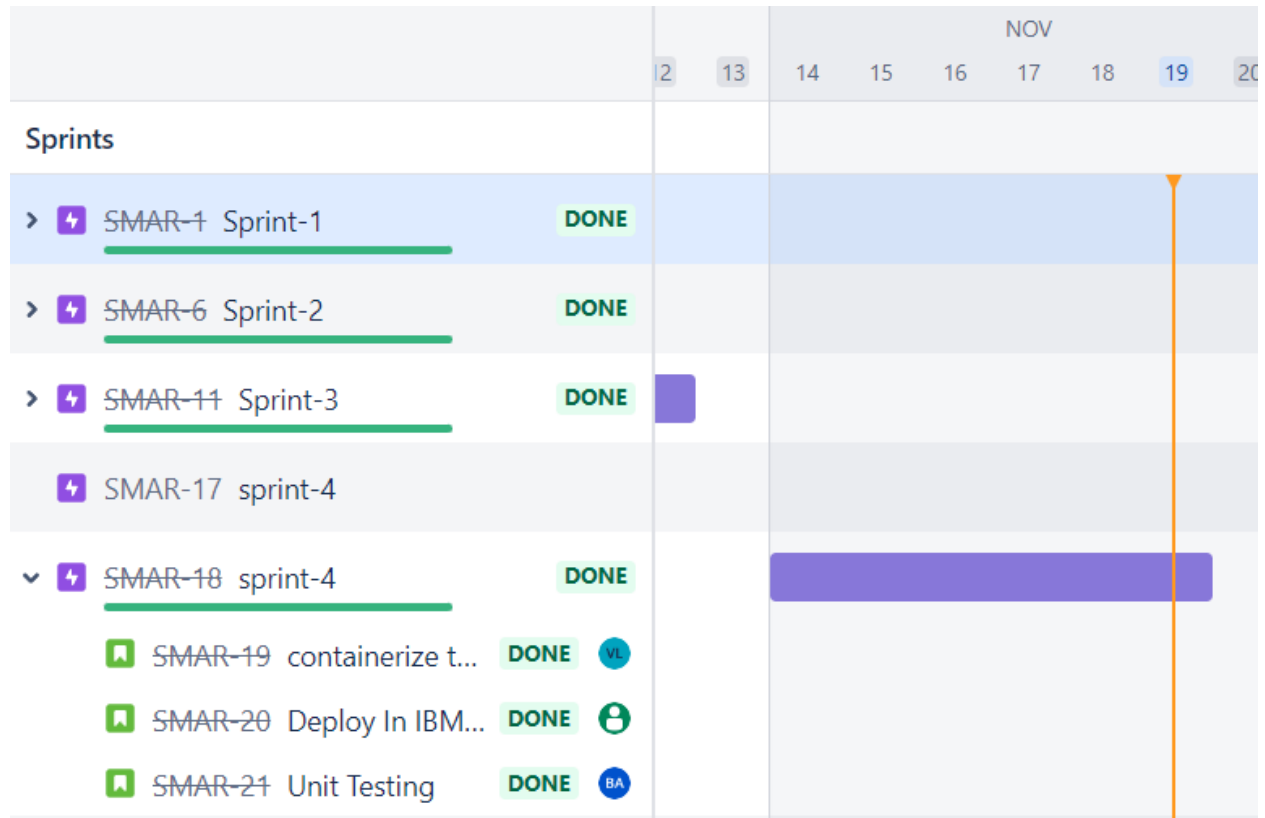 NOV
12 13 14 15 16 17 18 19 20
Sprints
SMAR-1 Sprint-1 DONE
SMAR-6 Sprint-2 DONE
SMAR-11 Sprint-3 DONE
SMAR-17 sprint-4
SMAR-18 sprint-4 DONE
SMAR-19 containerize t... DONE VL
SMAR-20 Deploy In IBM... DONE
SMAR-21 Unit Testing DONE BA